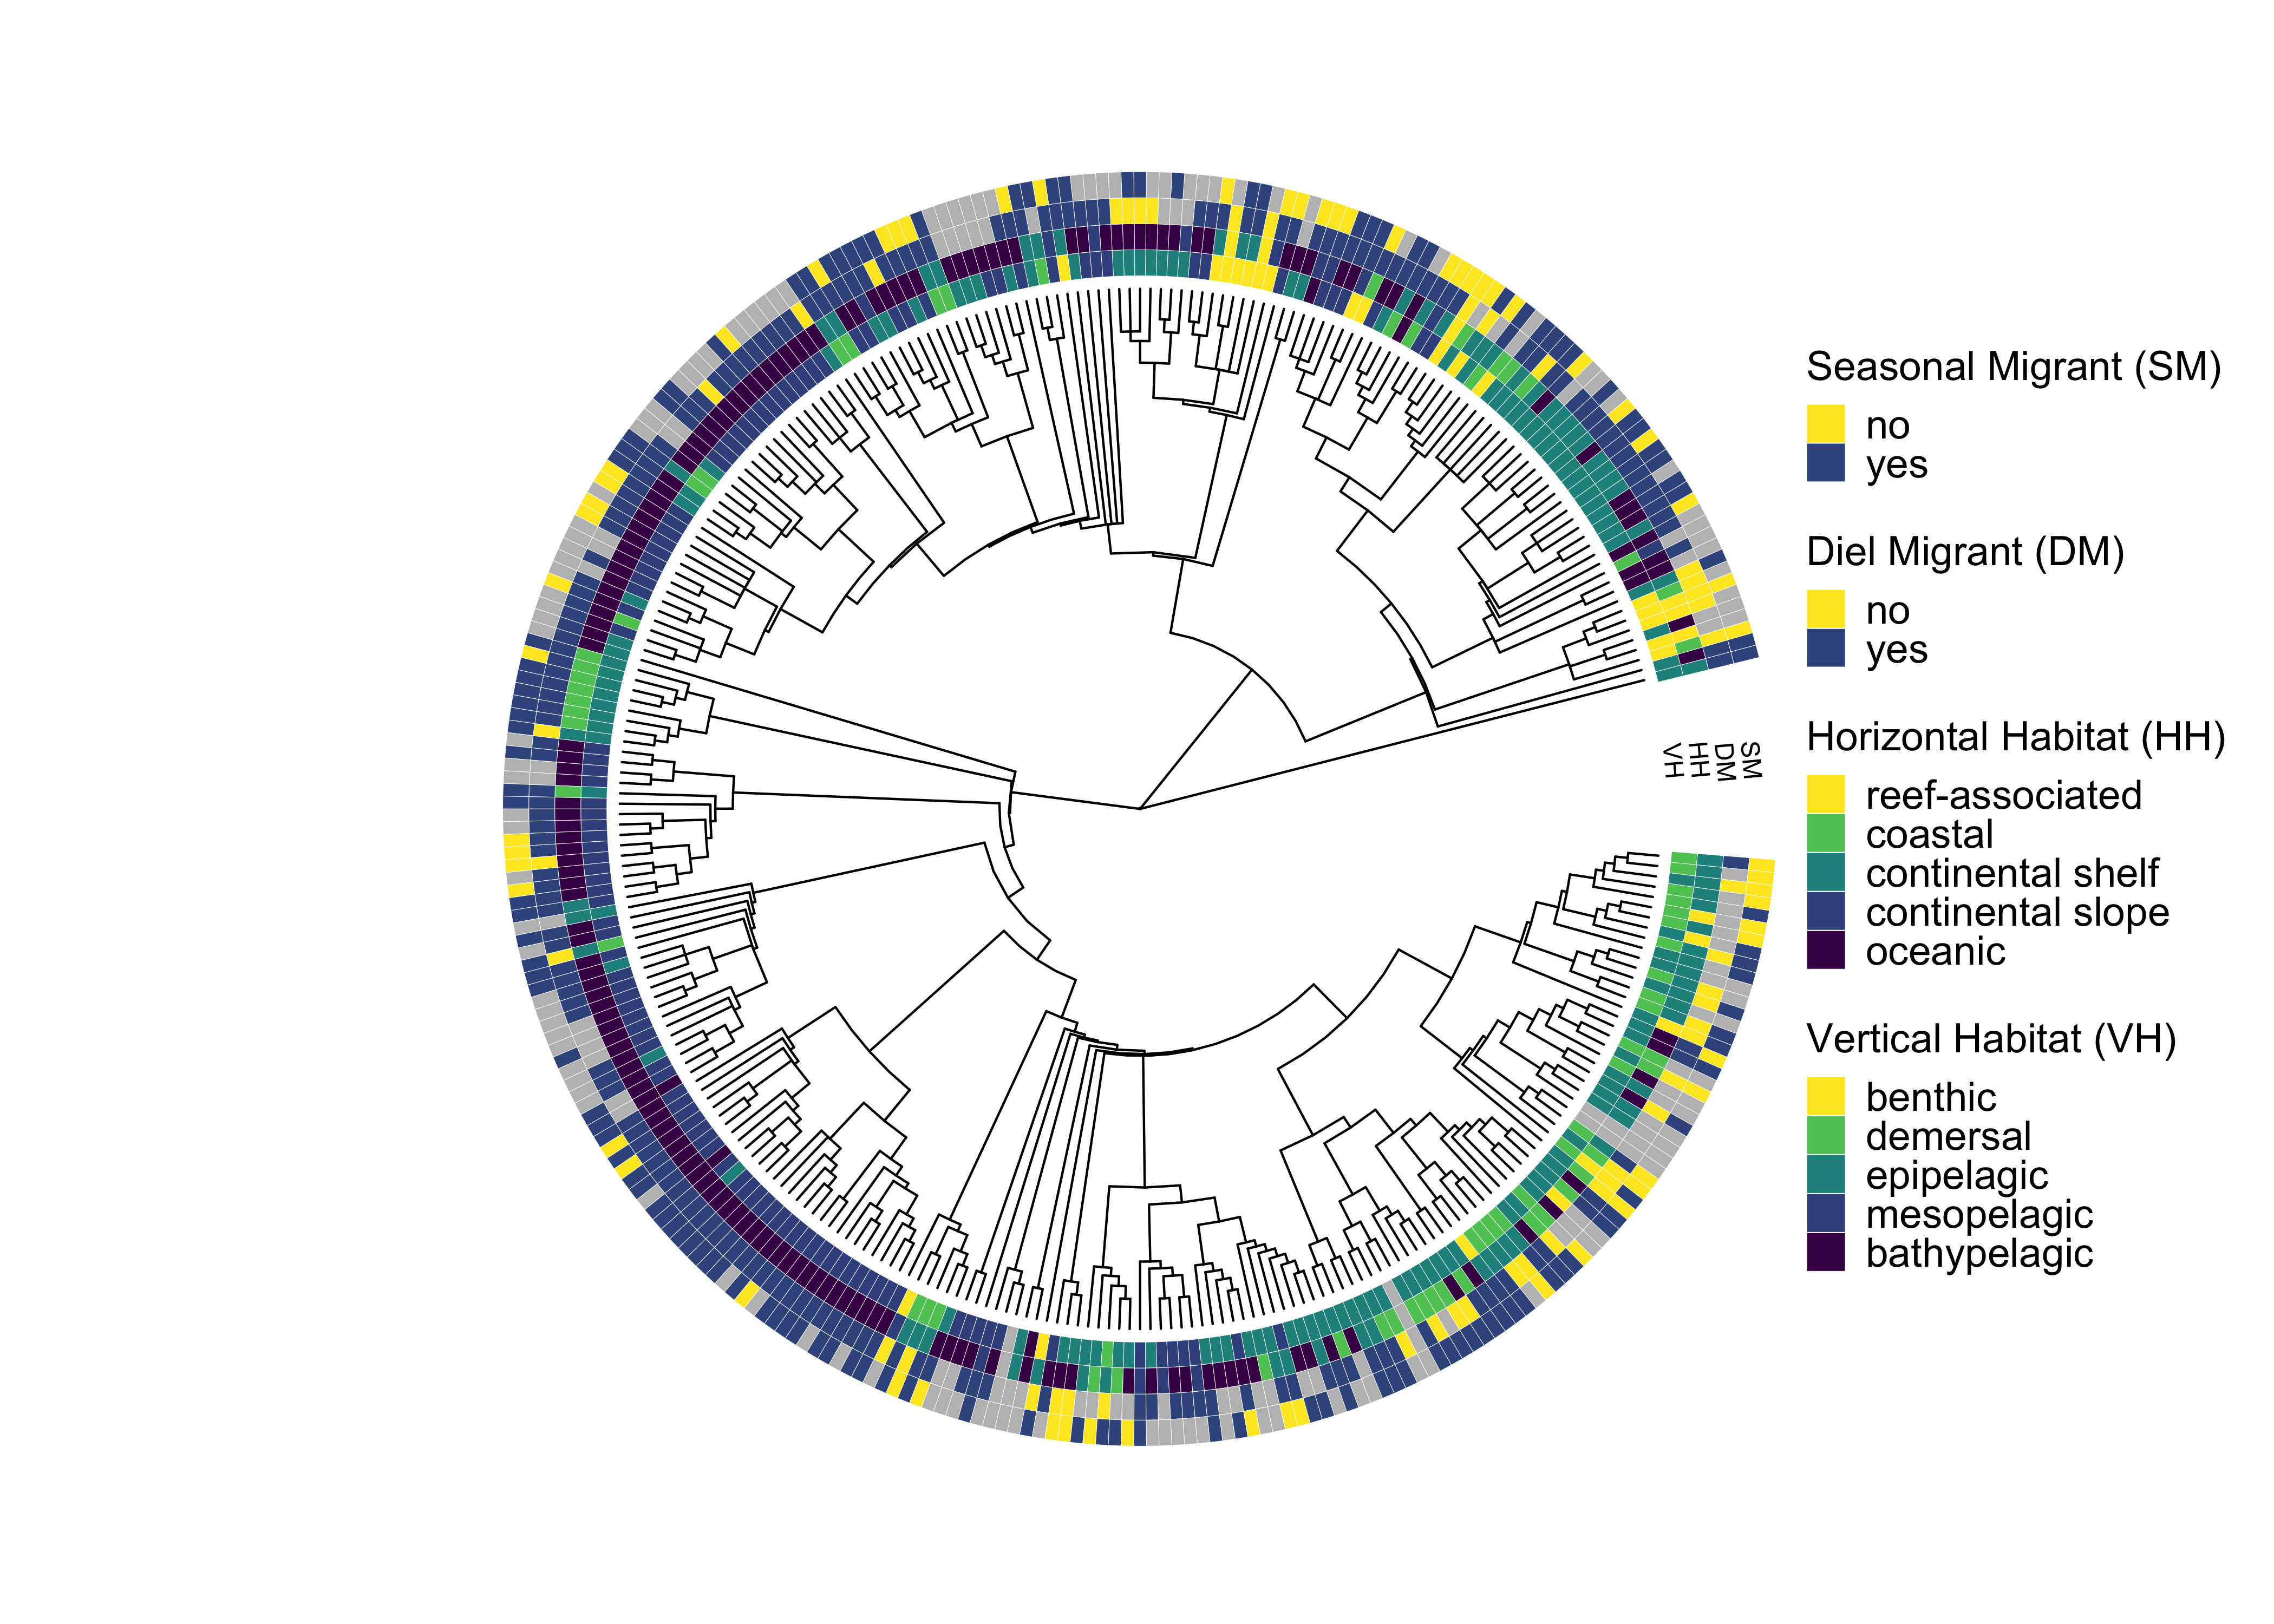 Seasonal Migrant (SM)
no
yes
Diel Migrant (DM)
no
yes
Horizontal Habitat (HH)
reef-associated
coastal
continental shelf
continental slope
oceanic
Vertical Habitat (VH)
benthic
demersal
epipelagic
mesopelagic
bathypelagic
VH
HH
DM
SM